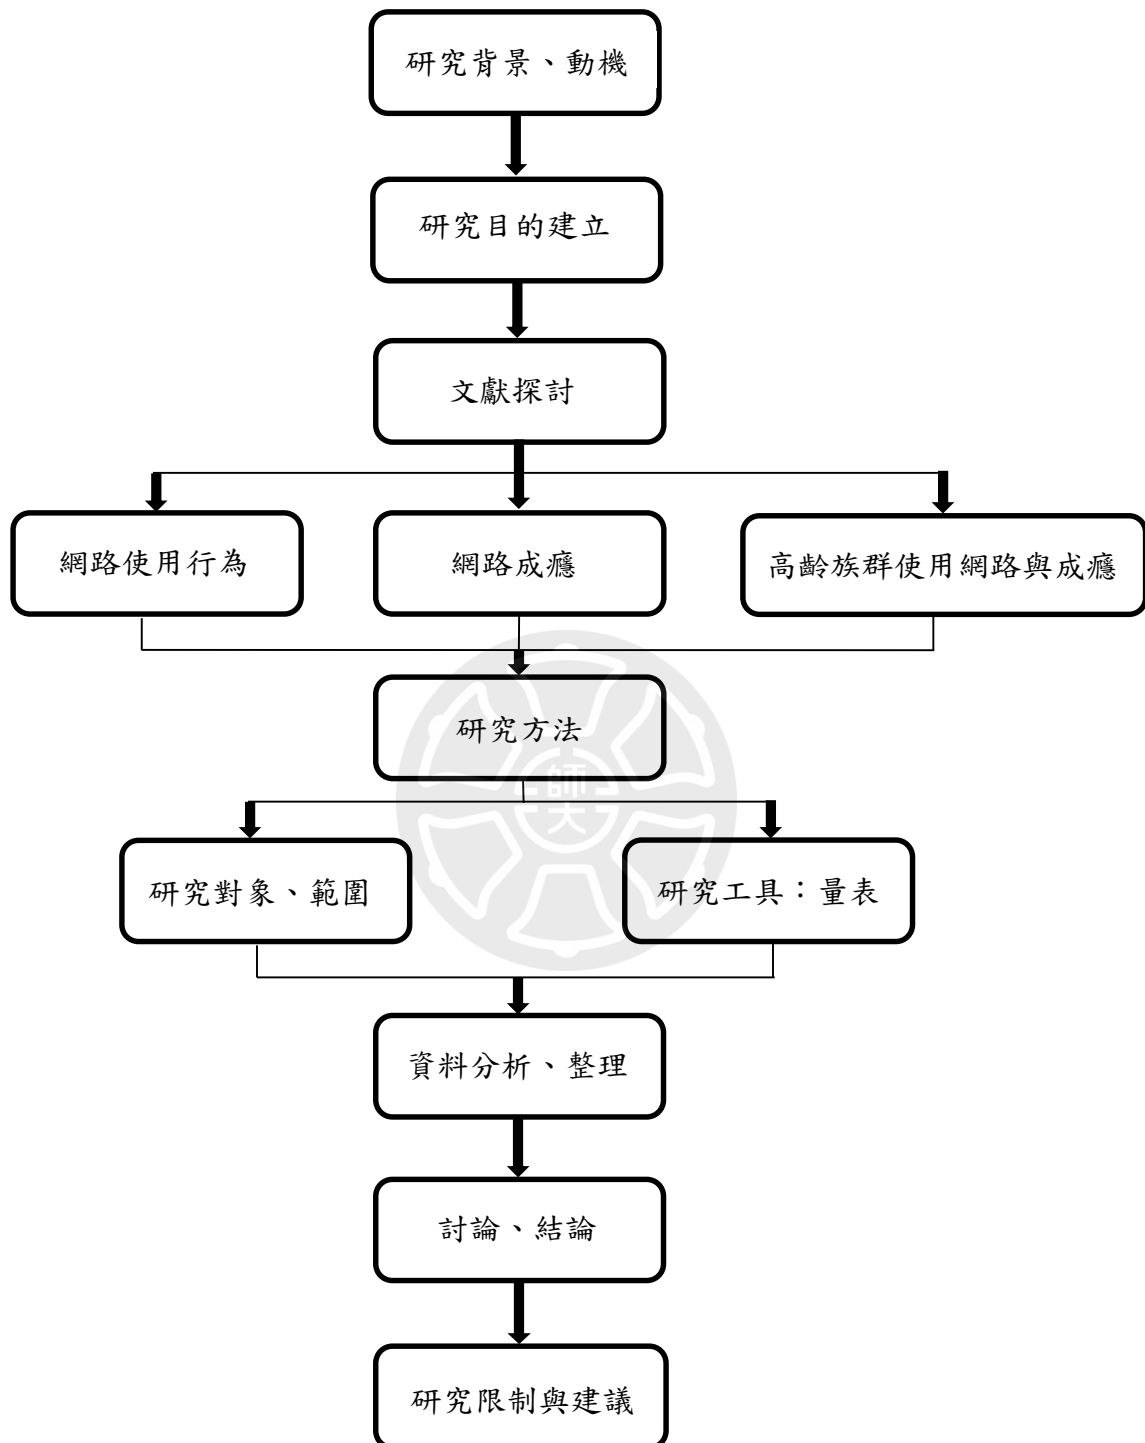 研究背景、動機
研究目的建立
文獻探討
網路使用行為
網路成癮
高齡族群使用網路與成癮
研究方法
師大
研究對象、範圍
研究工具：量表
資料分析、整理
討論、結論
研究限制與建議